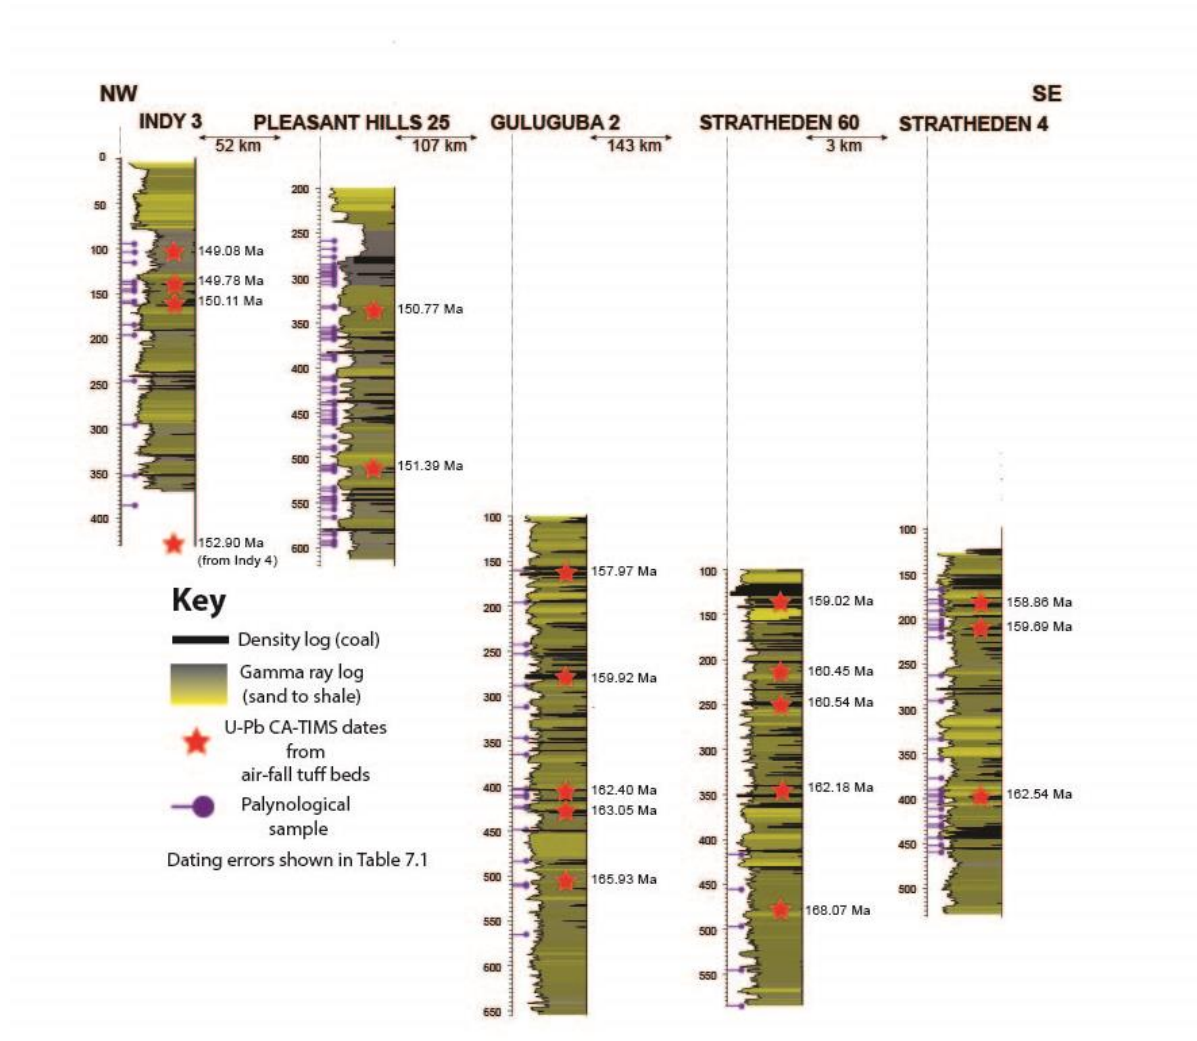 NW
SE
INDY 3
PLEASANT HILLS 25
GULUGUBA 2
STRATHEDEN 60
STRATHEDEN 4
52 km
107 km
143 km
3 km
0
50
100
150
200
250
300
350
400
149.08 Ma
149.78 Ma
150.11 Ma
152.90 Ma
(from Indy 4)
200
250
300
350
400
450
500
550
600
150.77 Ma
151.39 Ma
100
150
200
250
300
350
400
450
500
550
600
650
157.97 Ma
159.92 Ma
162.40 Ma
163.05 Ma
165.93 Ma
100
150
200
250
300
350
400
450
500
550
159.02 Ma
160.45 Ma
160.54 Ma
162.18 Ma
168.07 Ma
100
150
200
250
300
350
400
450
500
158.86 Ma
159.69 Ma
162.54 Ma
Key
Density log (coal)
Gamma ray log
(sand to shale)
U-Pb CA-TIMS dates
from
air-fall tuff beds
Palynological
sample
Dating errors shown in Table 7.1